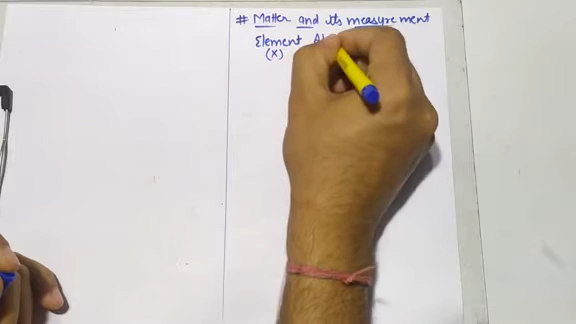 # Matter and its measurement
Element
(X)